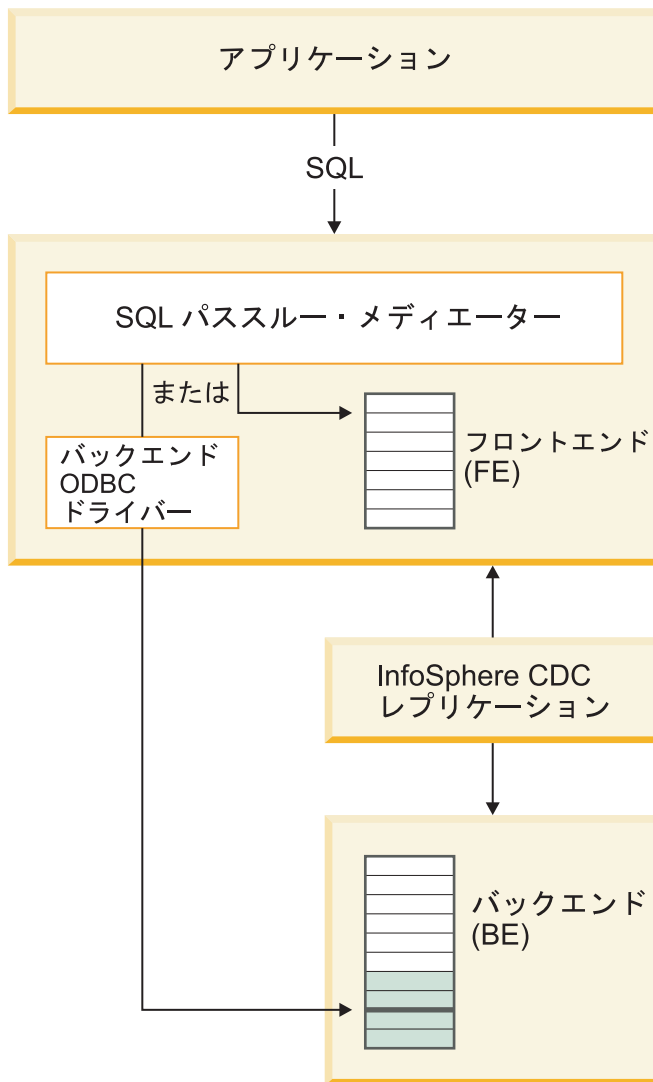 アプリケーション
SQL
SQL パススルー・メディエーター
または
バックエンド
ODBC
ドライバー
フロントエンド
(FE)
InfoSphere CDC
レプリケーション
バックエンド
(BE)